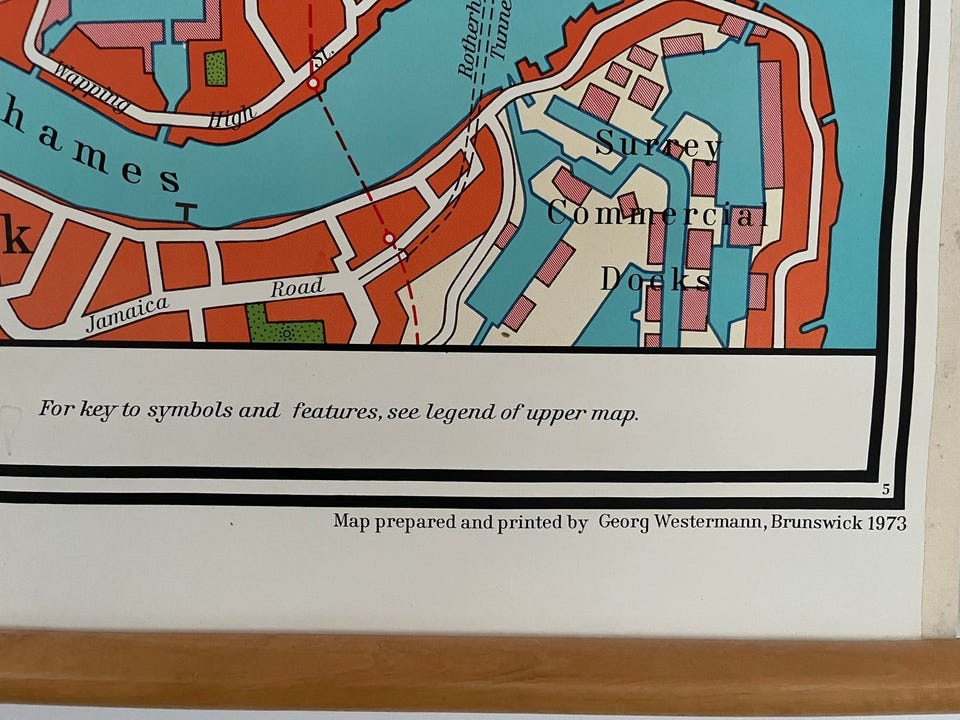 Rotherh
Tunne
Wapping
High
St.
hames
Surrey
Commercial
Docks
k
Jamaica
Road
For key to symbols and features, see legend of upper map.
5
Map prepared and printed by Georg Westermann, Brunswick 1973